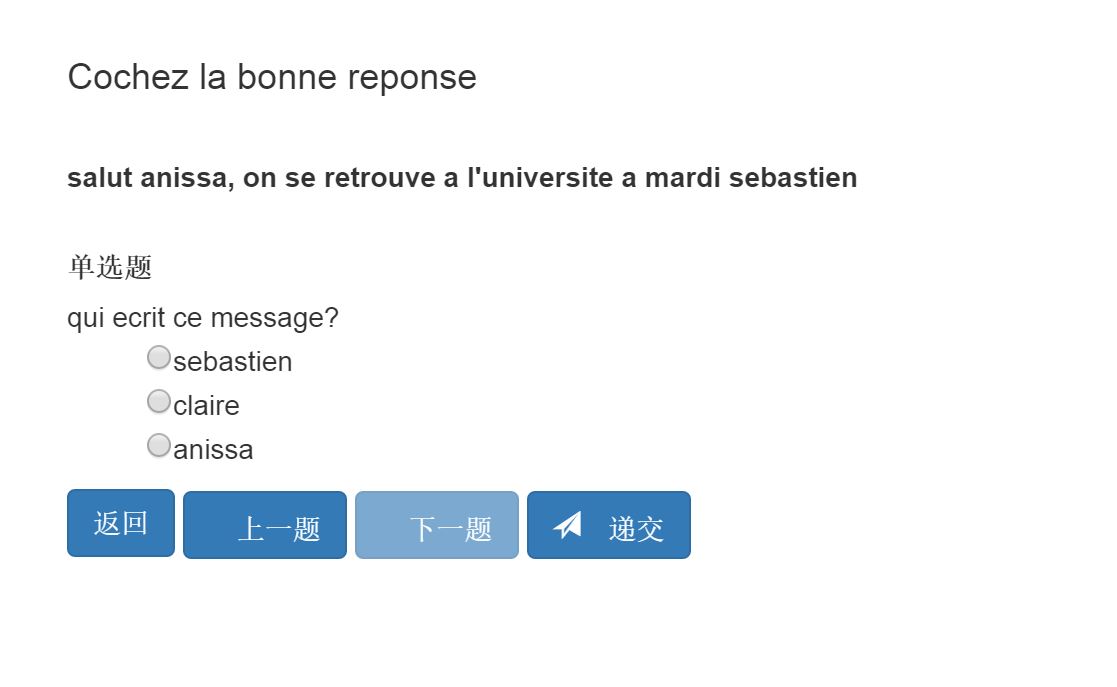 Cochez la bonne reponse
salut anissa, on se retrouve a l'universite a mardi sebastien
单选题
qui ecrit ce message?
sebastien
claire
anissa
返回 上一题 下一题 递交